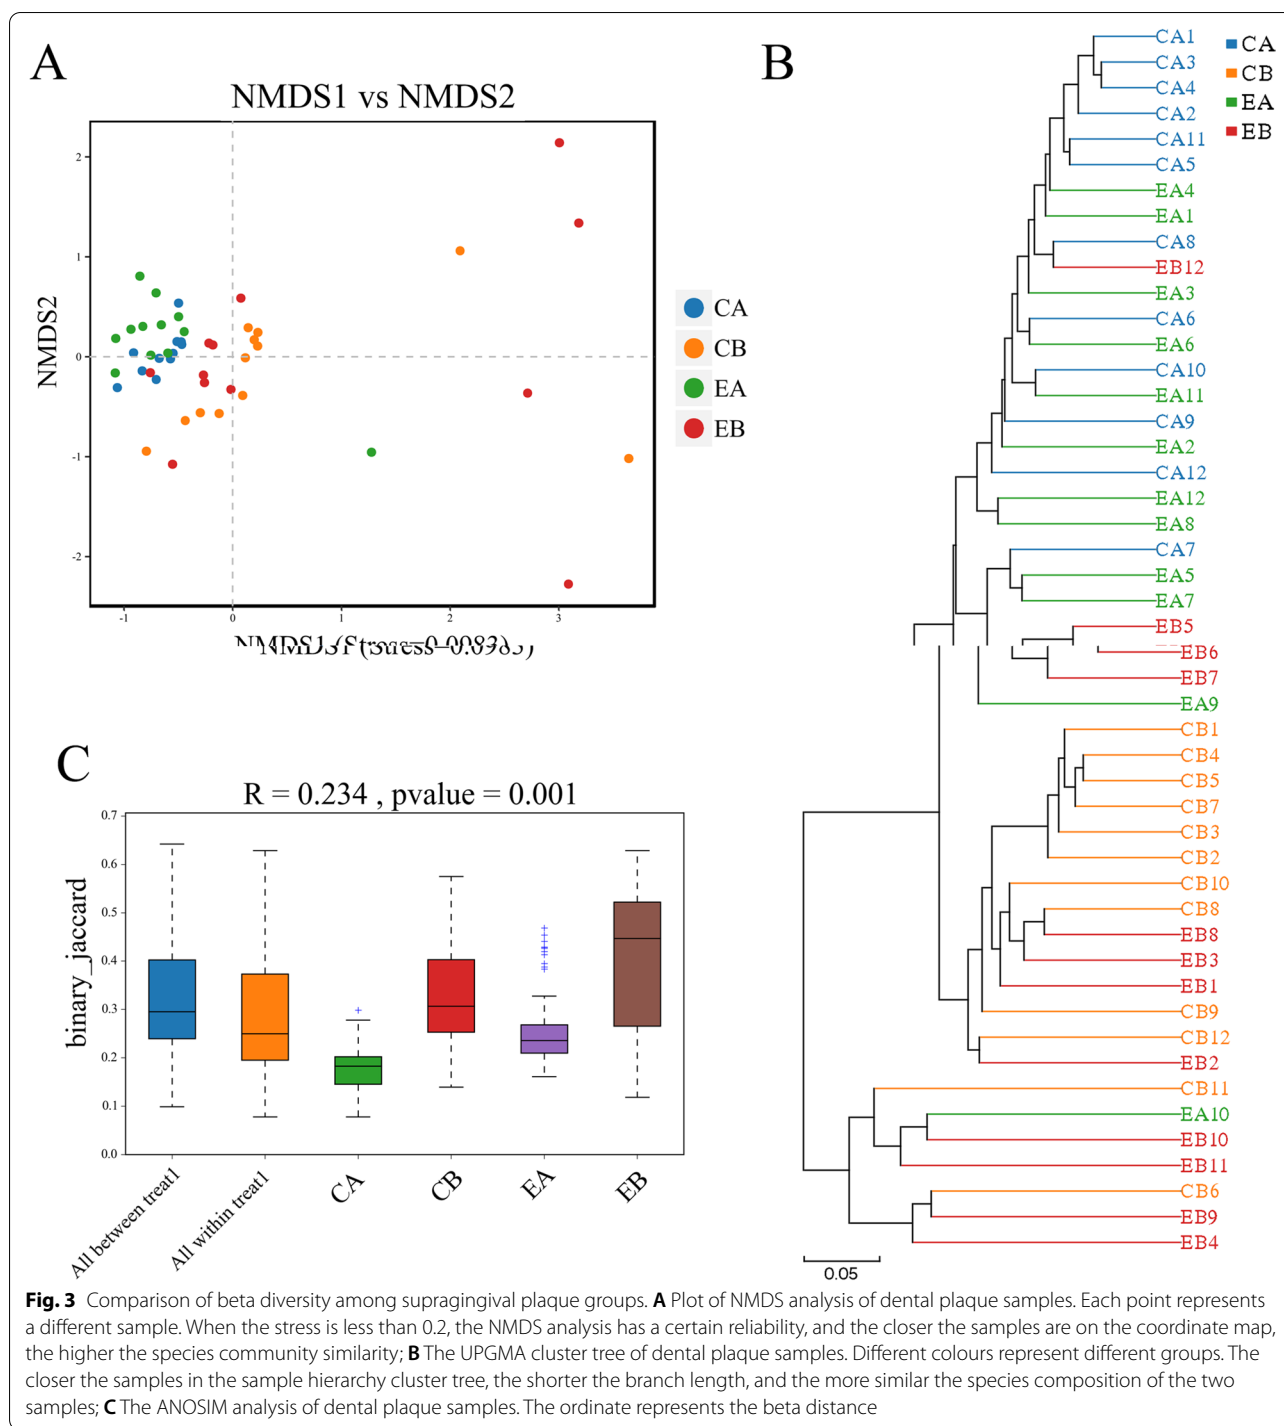 A
NMDS1 vs NMDS2
2
1
0
-1
-2
NMDS2
-1
0
1
2
3
CA
CB
EA
EB
B
CA1
CA3
CA4
CA2
CA11
CA5
EA4
EA1
CA8
EB12
EA3
CA6
EA6
CA10
EA11
CA9
EA2
CA12
EA12
EA8
CA7
EA5
EA7
EB5
EB6
EB7
EA9
CB1
CB4
CB5
CB7
CB3
CB2
CB10
CB8
EB8
EB3
EB1
CB9
CB12
EB2
CB11
EA10
EB10
EB11
CB6
EB9
EB4
0.05
CA
CB
EA
EB
C
R = 0.234 , pvalue = 0.001
0.7
0.6
0.5
0.4
0.3
0.2
0.1
0.0
binary_jaccard
All between treat1
All within treat1
CA
CB
EA
EB
Fig. 3 Comparison of beta diversity among supragingival plaque groups. A Plot of NMDS analysis of dental plaque samples. Each point represents
a different sample. When the stress is less than 0.2, the NMDS analysis has a certain reliability, and the closer the samples are on the coordinate map,
the higher the species community similarity; B The UPGMA cluster tree of dental plaque samples. Different colours represent different groups. The
closer the samples in the sample hierarchy cluster tree, the shorter the branch length, and the more similar the species composition of the two
samples; C The ANOSIM analysis of dental plaque samples. The ordinate represents the beta distance